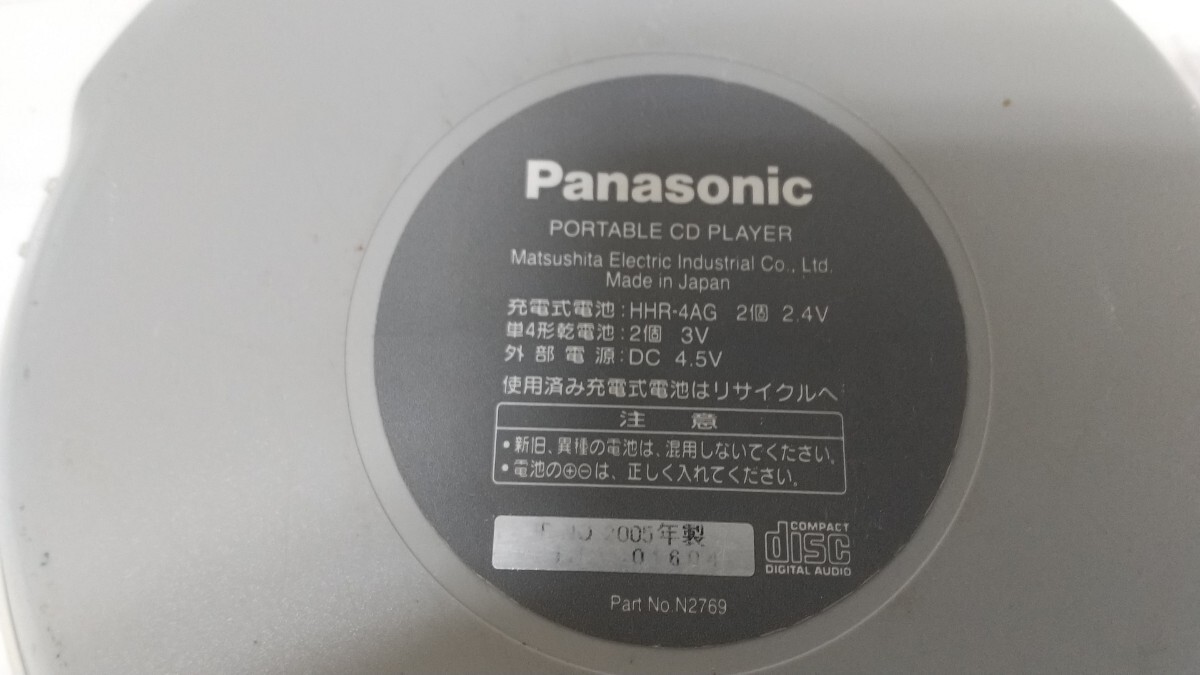 Panasonic
PORTABLE CD PLAYER
Matsushita Electric Industrial Co., Ltd.
Made in Japan
充電式電池:HHR-4AG 2個 2.4V
単4形乾電池:2個 3V
外部電源:DC 4.5V
使用済み充電式電池はリサイクルへ
注意
•新旧、異種の電池は、混用しないでください。
•電池の⊕⊖は、正しく入れてください。
2005年製
COMPACT
disc
DIGITAL AUDIO
Part No.N2769